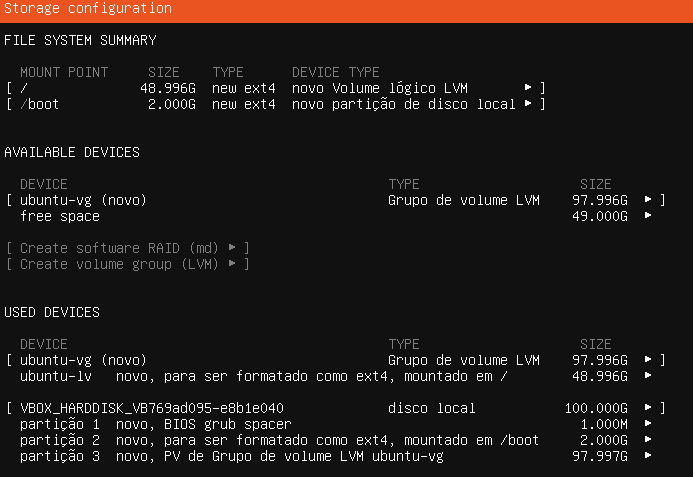 Storage configuration
FILE SYSTEM SUMMARY
MOUNT POINT SIZE TYPE DEVICE TYPE
[ / 48.996G new ext4 novo Volume lógico LVM ▸ ]
[ /boot 2.000G new ext4 novo partição de disco local ▸ ]
AVAILABLE DEVICES
DEVICE TYPE SIZE
[ ubuntu-vg (novo) Grupo de volume LVM 97.996G ▸ ]
free space 49.000G ▸
[ Create software RAID (md) ▸ ]
[ Create volume group (LVM) ▸ ]
USED DEVICES
DEVICE TYPE SIZE
[ ubuntu-vg (novo) Grupo de volume LVM 97.996G ▸ ]
ubuntu-lv novo, para ser formatado como ext4, mountado em / 48.996G ▸
[ VBOX_HARDDISK_VB769ad095-e8b1e040 disco local 100.000G ▸ ]
partição 1 novo, BIOS grub spacer 1.000M ▸
partição 2 novo, para ser formatado como ext4, mountado em /boot 2.000G ▸
partição 3 novo, PV de Grupo de volume LVM ubuntu-vg 97.997G ▸